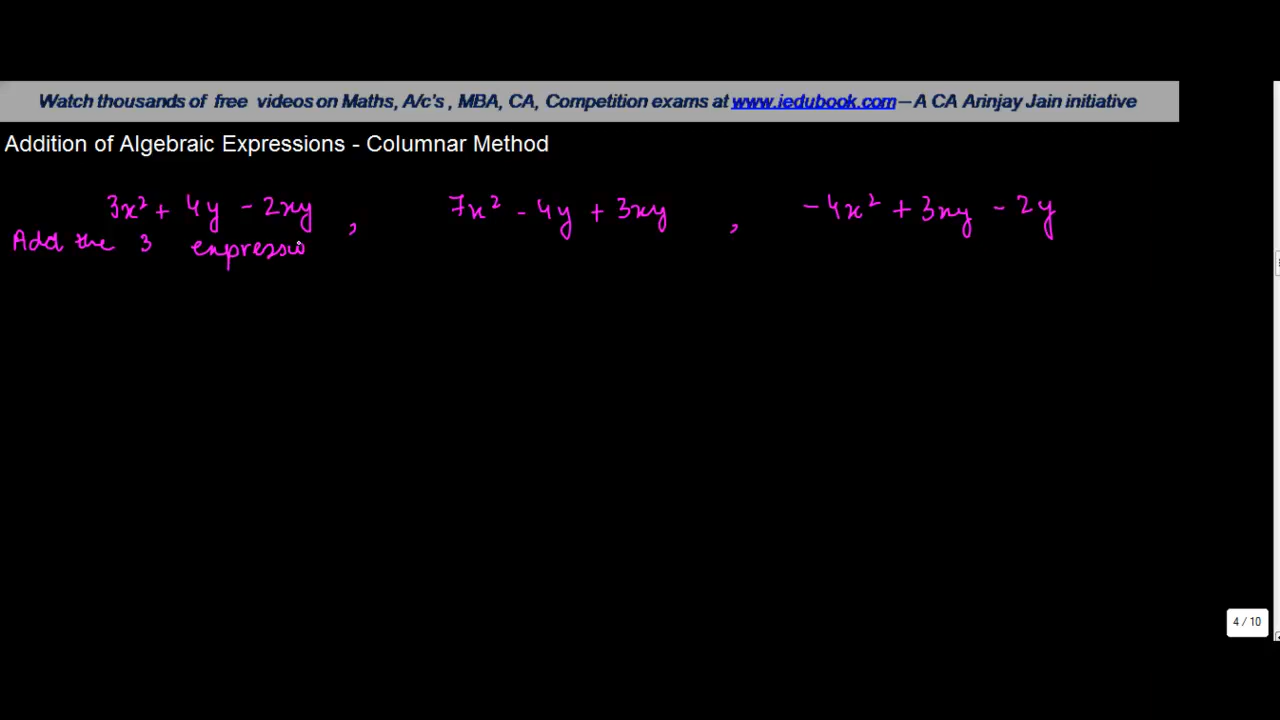 Watch thousands of free videos on Maths, A/c's , MBA, CA, Competition exams at www.iedubook.com – A CA Arinjay Jain initiative
Addition of Algebraic Expressions - Columnar Method
3x² + 4y - 2xy , 7x² - 4y + 3xy , - 4x² + 3xy - 2y
Add the 3 expressio
4 / 10